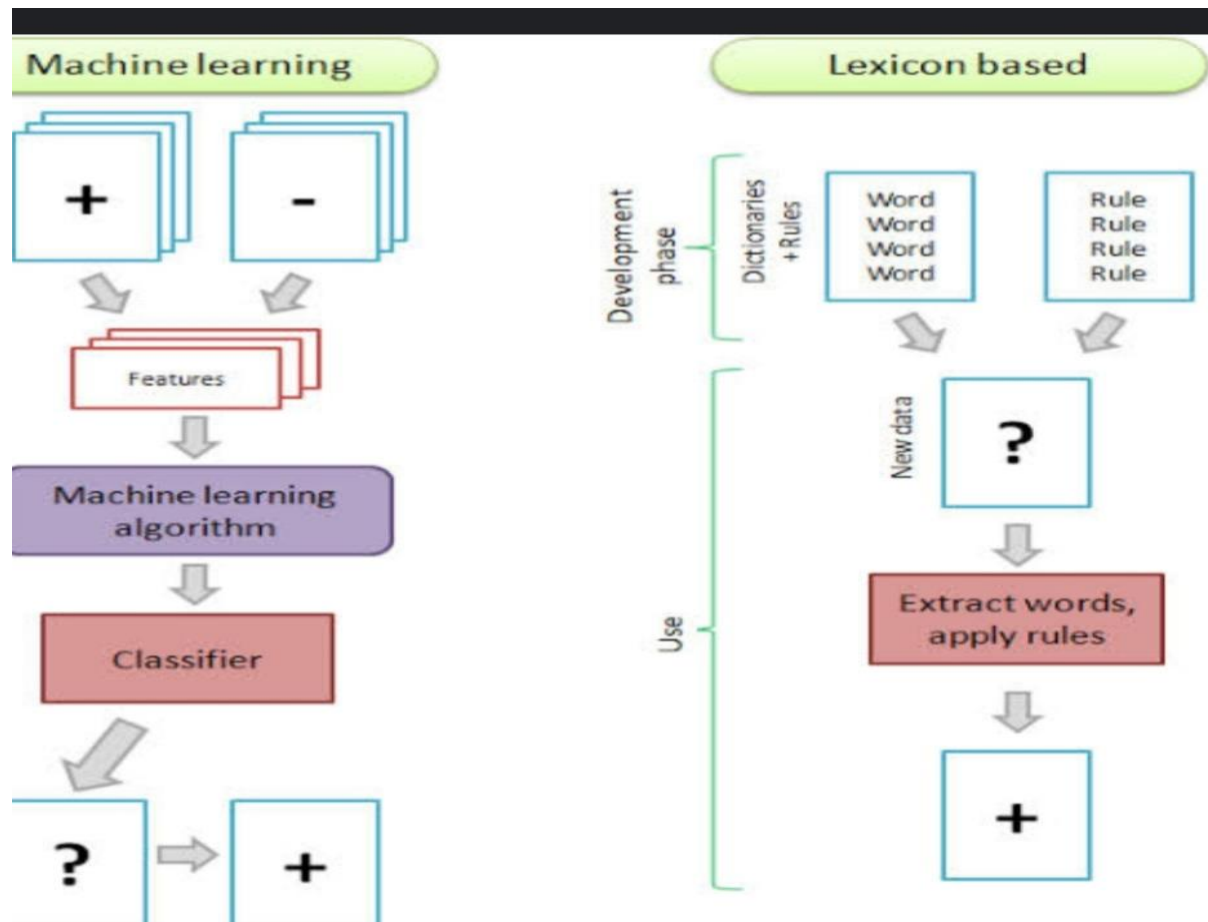 Machine learning
+
-
Features
Machine learning
algorithm
Classifier
?
+
Lexicon based
Development
phase
Dictionaries
+ Rules
Word
Word
Word
Word
Rule
Rule
Rule
Rule
New data
?
Use
Extract words,
apply rules
+